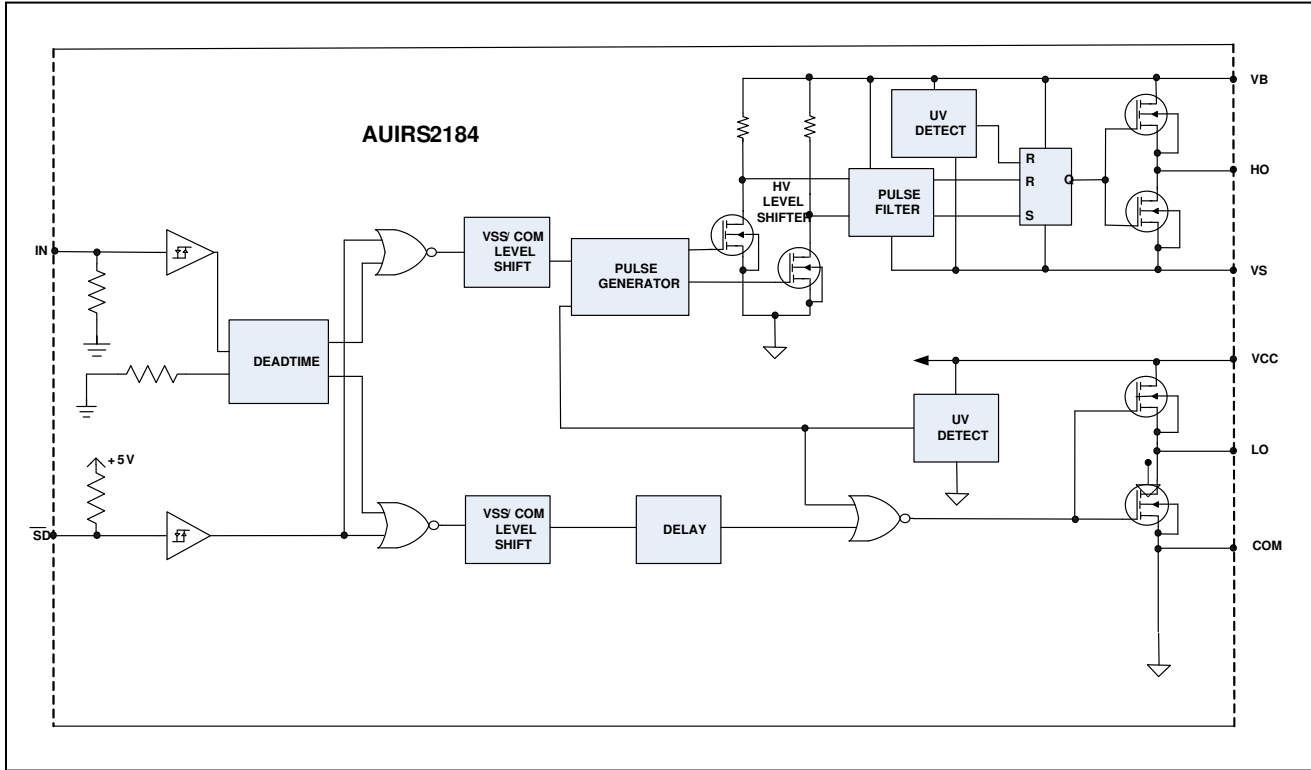 AUIRS2184
VB
UV
DETECT
R
R
Q
S
HO
PULSE
FILTER
HV
LEVEL
SHIFTER
IN
VSS/ COM
LEVEL
SHIFT
PULSE
GENERATOR
VS
DEADTIME
VCC
UV
DETECT
LO
+5V
SD
VSS/ COM
LEVEL
SHIFT
DELAY
COM